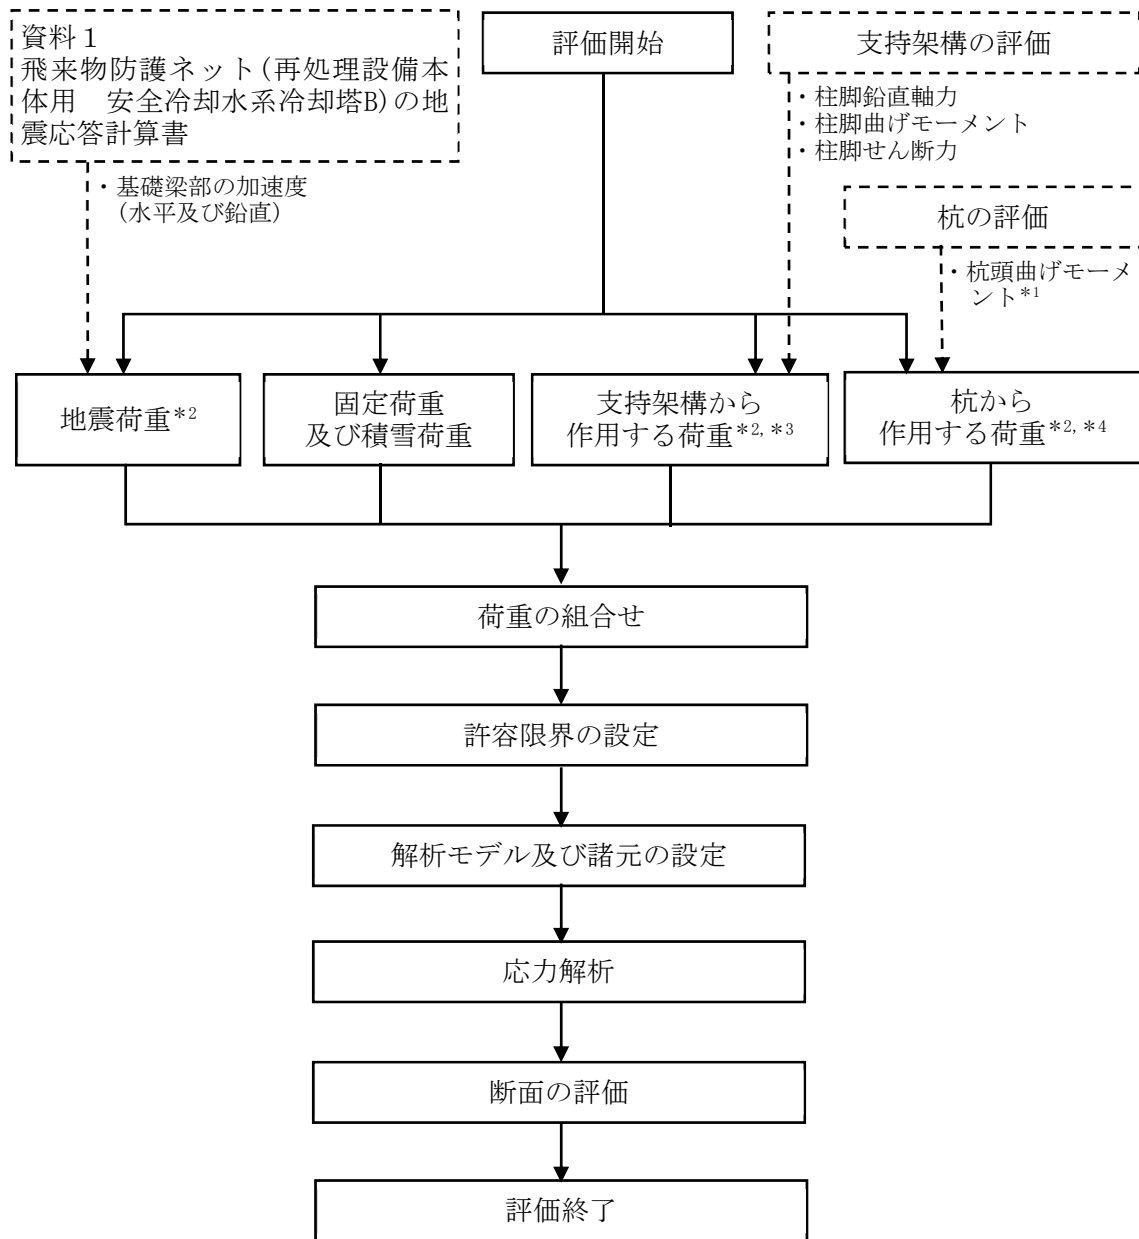 資料１
飛来物防護ネット(再処理設備本
体用　安全冷却水系冷却塔B)の地
震応答計算書
評価開始
支持架構の評価
・柱脚鉛直軸力
・柱脚曲げモーメント
・柱脚せん断力
・基礎梁部の加速度
(水平及び鉛直)
杭の評価
・杭頭曲げモーメ
ント*1
地震荷重*2
固定荷重
及び積雪荷重
支持架構から
作用する荷重*2, *3
杭から
作用する荷重*2, *4
荷重の組合せ
許容限界の設定
解析モデル及び諸元の設定
応力解析
断面の評価
評価終了